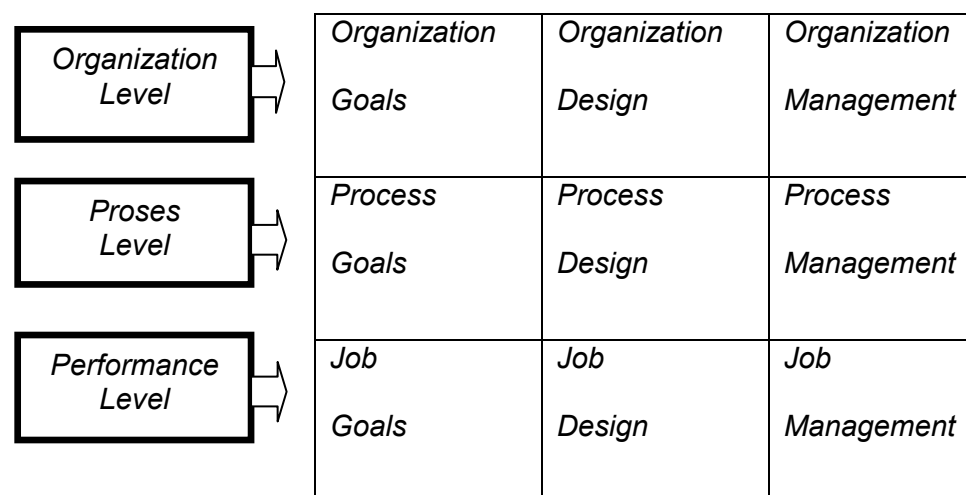 Organization
Level
Organization
Goals
Organization
Design
Organization
Management
Proses
Level
Process
Goals
Process
Design
Process
Management
Performance
Level
Job
Goals
Job
Design
Job
Management